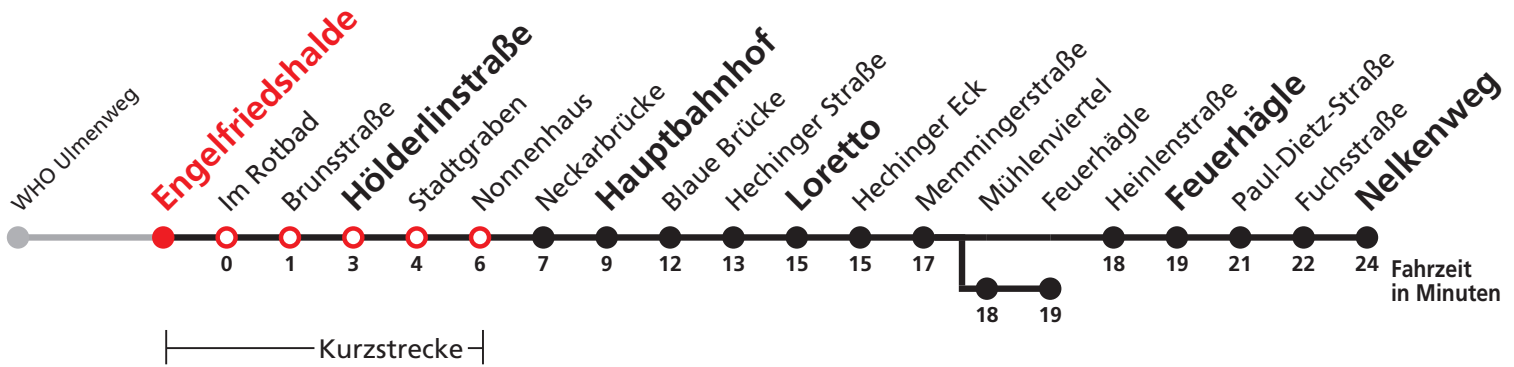 WHO Ulmenweg
Engelfriedshalde
Im Rotbad
Brunsstraße
Hölderlinstraße
Stadtgraben
Nonnenhaus
Neckarbrücke
Hauptbahnhof
Blaue Brücke
Hechinger Straße
Loretto
Hechinger Eck
Memmingerstraße
Mühlenviertel
Feuerhägle
Heinlenstraße
Feuerhägle
Paul-Dietz-Straße
Fuchsstraße
Nelkenweg
0 1 3 4 6 7 9 12 13 15 15 17 18 19 21 22 24
Fahrzeit
in Minuten
18 19
Kurzstrecke